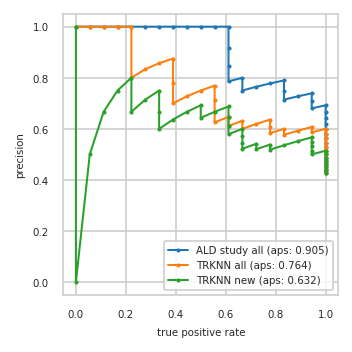 1.0
0.8
0.6
0.4
0.2
0.0
precision
0.0 0.2 0.4 0.6 0.8 1.0
true positive rate
ALD study all (aps: 0.905)
TRKNN all (aps: 0.764)
TRKNN new (aps: 0.632)